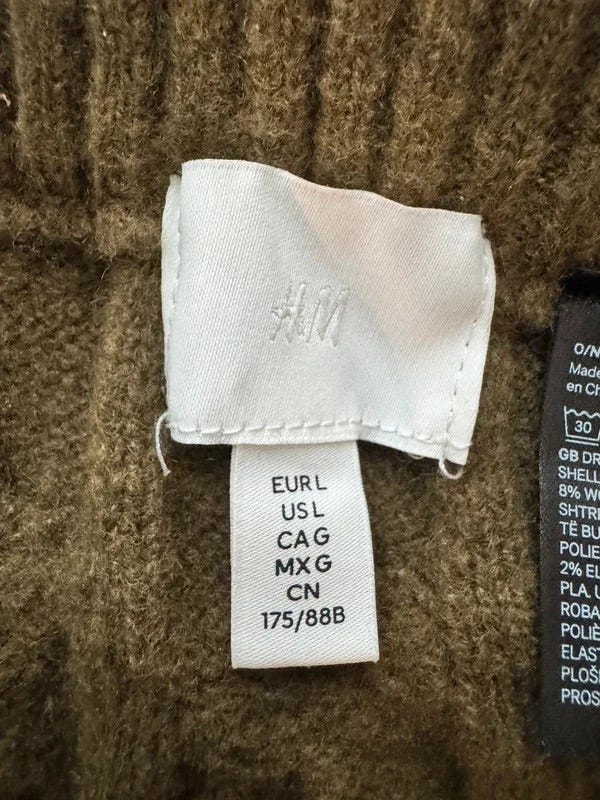 H&M
EUR L
US L
CA G
MX G
CN
175/88B
O/N
Made
en Ch
30
GB DR
SHELL
8% WO
SHTRE
TË BU
POLIE
2% EL
PLA. U
ROBA
POLIÈ
ELAST
PLOŠ
PROS